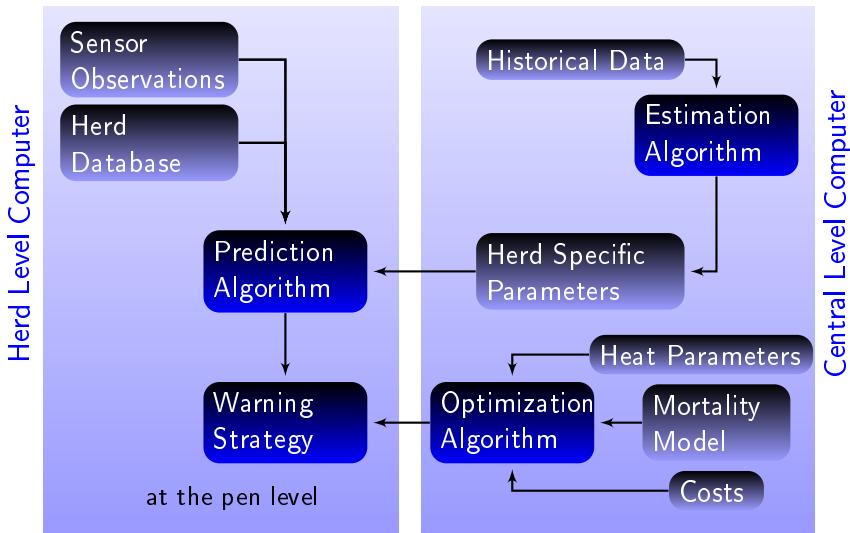 Herd Level Computer
Sensor
Observations
Herd
Database
Prediction
Algorithm
Warning
Strategy
at the pen level
Historical Data
Estimation
Algorithm
Herd Specific
Parameters
Heat Parameters
Optimization
Algorithm
Mortality
Model
Costs
Central Level Computer